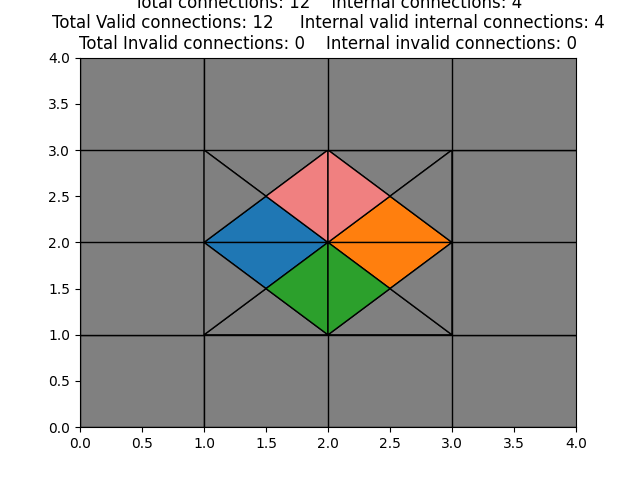 Total connections: 12 Internal connections: 4
Total Valid connections: 12 Internal valid internal connections: 4
Total Invalid connections: 0 Internal invalid connections: 0
4.0
3.5
3.0
2.5
2.0
1.5
1.0
0.5
0.0
0.0 0.5 1.0 1.5 2.0 2.5 3.0 3.5 4.0